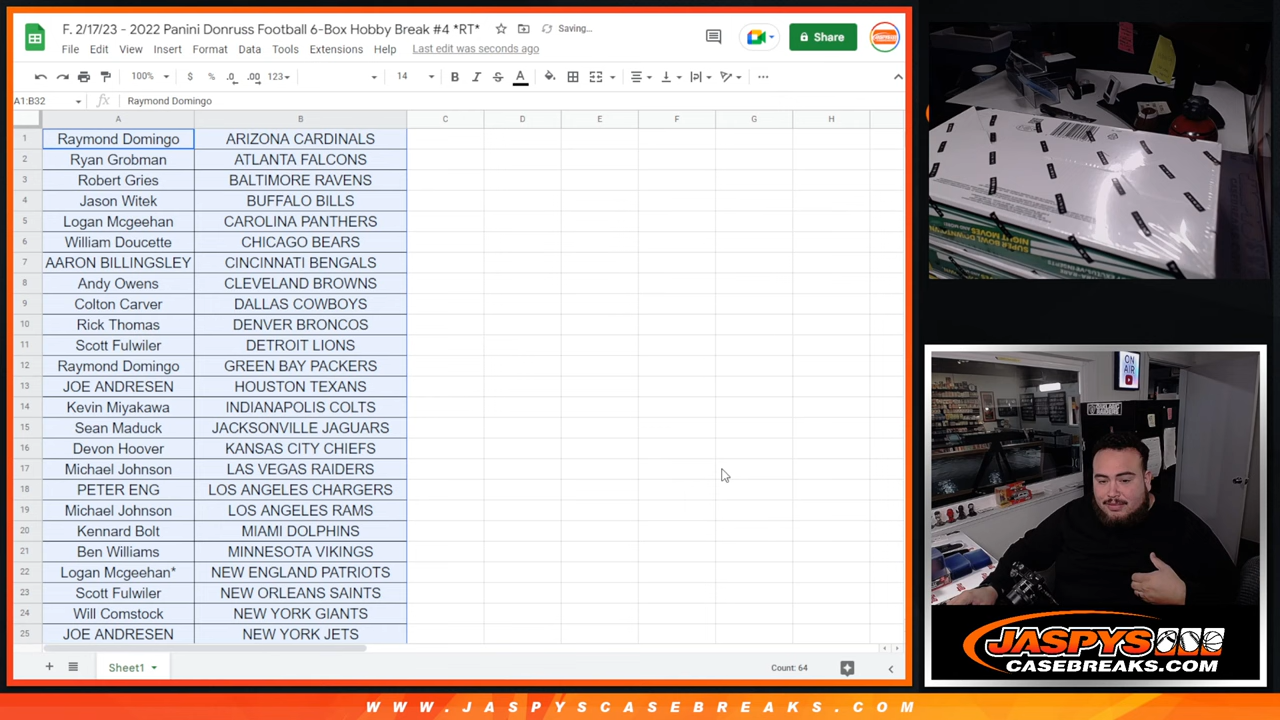 F. 2/17/23 - 2022 Panini Donruss Football 6-Box Hobby Break #4 *RT*
Saving...
File Edit View Insert Format Data Tools Extensions Help Last edit was seconds ago
Share
100% $ % .0 .00 123 14 B I S A
A1:B32 fx Raymond Domingo
A B C D E F G H
1 Raymond Domingo ARIZONA CARDINALS
2 Ryan Grobman ATLANTA FALCONS
3 Robert Gries BALTIMORE RAVENS
4 Jason Witek BUFFALO BILLS
5 Logan Mcgeehan CAROLINA PANTHERS
6 William Doucette CHICAGO BEARS
7 AARON BILLINGSLEY CINCINNATI BENGALS
8 Andy Owens CLEVELAND BROWNS
9 Colton Carver DALLAS COWBOYS
10 Rick Thomas DENVER BRONCOS
11 Scott Fulwiler DETROIT LIONS
12 Raymond Domingo GREEN BAY PACKERS
13 JOE ANDRESEN HOUSTON TEXANS
14 Kevin Miyakawa INDIANAPOLIS COLTS
15 Sean Maduck JACKSONVILLE JAGUARS
16 Devon Hoover KANSAS CITY CHIEFS
17 Michael Johnson LAS VEGAS RAIDERS
18 PETER ENG LOS ANGELES CHARGERS
19 Michael Johnson LOS ANGELES RAMS
20 Kennard Bolt MIAMI DOLPHINS
21 Ben Williams MINNESOTA VIKINGS
22 Logan Mcgeehan* NEW ENGLAND PATRIOTS
23 Scott Fulwiler NEW ORLEANS SAINTS
24 Will Comstock NEW YORK GIANTS
25 JOE ANDRESEN NEW YORK JETS
Sheet1
Count: 64
SUPER BOWL DOWNTOWN
NIGHT MOVES
ON AIR
JASPYS
CASEBREAKS.COM
WWW.JASPYSCASEBREAKS.COM